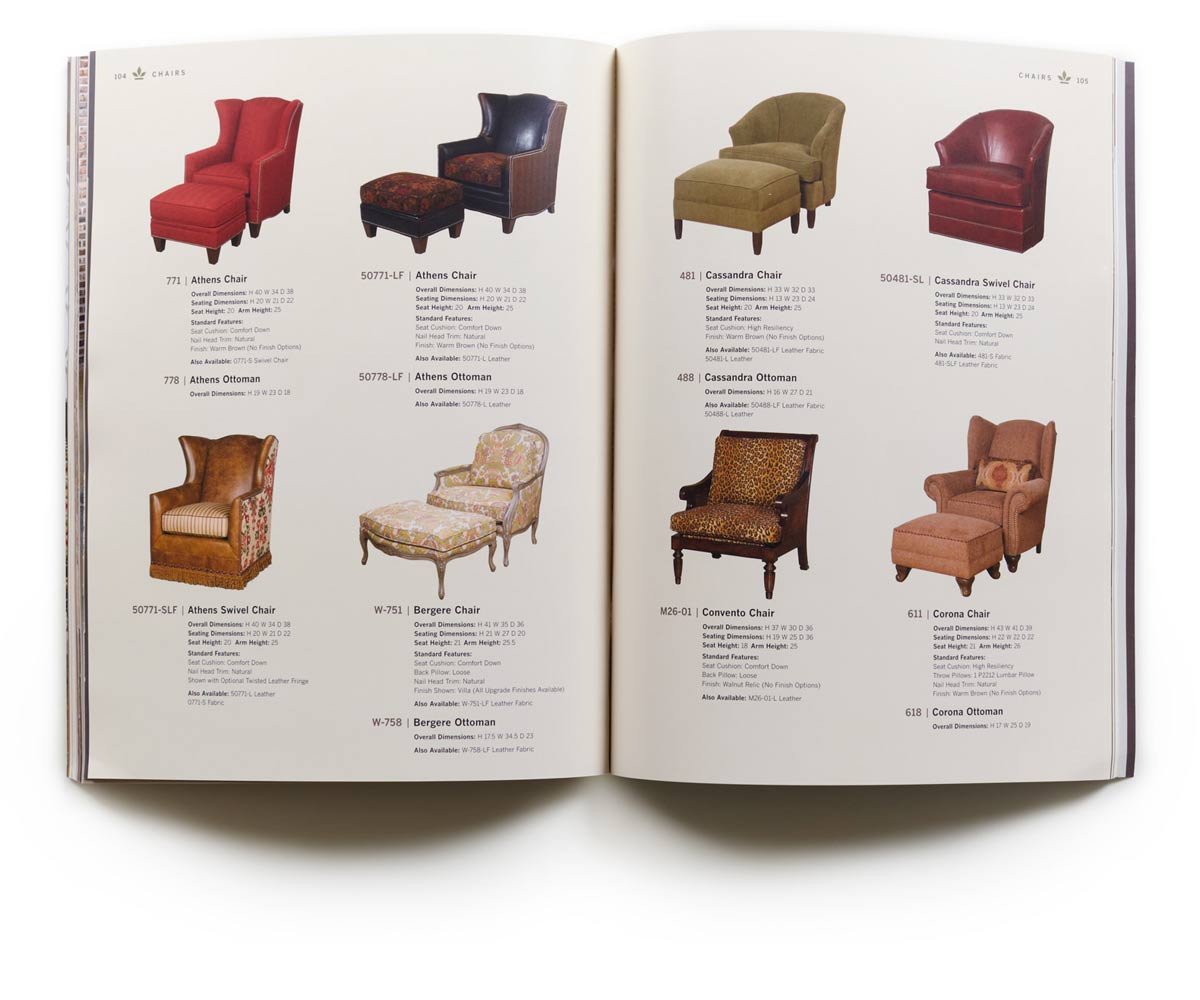 104 CHAIRS
771 | Athens Chair
Overall Dimensions: H 40 W 34 D 38
Seating Dimensions: H 20 W 21 D 22
Seat Height: 20 Arm Height: 25
Standard Features:
Seat Cushion: Comfort Down
Nail Head Trim: Natural
Finish: Warm Brown (No Finish Options)
Also Available: 0771-S Swivel Chair
778 | Athens Ottoman
Overall Dimensions: H 19 W 23 D 18
50771-LF | Athens Chair
Overall Dimensions: H 40 W 34 D 38
Seating Dimensions: H 20 W 21 D 22
Seat Height: 20 Arm Height: 25
Standard Features:
Seat Cushion: Comfort Down
Nail Head Trim: Natural
Finish: Warm Brown (No Finish Options)
Also Available: 50771-L Leather
50778-LF | Athens Ottoman
Overall Dimensions: H 19 W 23 D 18
Also Available: 50778-L Leather
50771-SLF | Athens Swivel Chair
Overall Dimensions: H 40 W 34 D 38
Seating Dimensions: H 20 W 21 D 22
Seat Height: 20 Arm Height: 25
Standard Features:
Seat Cushion: Comfort Down
Nail Head Trim: Natural
Shown with Optional Twisted Leather Fringe
Also Available: 50771-L Leather
0771-S Fabric
W-751 | Bergere Chair
Overall Dimensions: H 41 W 35 D 36
Seating Dimensions: H 21 W 27 D 20
Seat Height: 21 Arm Height: 25.5
Standard Features:
Seat Cushion: Comfort Down
Back Pillow: Loose
Nail Head Trim: Natural
Finish Shown: Villa (All Upgrade Finishes Available)
Also Available: W-751-LF Leather Fabric
W-758 | Bergere Ottoman
Overall Dimensions: H 17.5 W 34.5 D 23
Also Available: W-758-LF Leather Fabric
CHAIRS 105
481 | Cassandra Chair
Overall Dimensions: H 33 W 32 D 33
Seating Dimensions: H 13 W 23 D 24
Seat Height: 20 Arm Height: 25
Standard Features:
Seat Cushion: High Resiliency
Finish: Warm Brown (No Finish Options)
Also Available: 50481-LF Leather Fabric
50481-L Leather
488 | Cassandra Ottoman
Overall Dimensions: H 16 W 27 D 21
Also Available: 50488-LF Leather Fabric
50488-L Leather
50481-SL | Cassandra Swivel Chair
Overall Dimensions: H 33 W 32 D 33
Seating Dimensions: H 13 W 23 D 24
Seat Height: 20 Arm Height: 25
Standard Features:
Seat Cushion: Comfort Down
Nail Head Trim: Natural
Also Available: 481-S Fabric
481-SLF Leather Fabric
M26-01 | Convento Chair
Overall Dimensions: H 37 W 30 D 36
Seating Dimensions: H 19 W 25 D 36
Seat Height: 18 Arm Height: 25
Standard Features:
Seat Cushion: Comfort Down
Back Pillow: Loose
Finish: Walnut Relic (No Finish Options)
Also Available: M26-01-L Leather
611 | Corona Chair
Overall Dimensions: H 43 W 41 D 39
Seating Dimensions: H 22 W 22 D 22
Seat Height: 21 Arm Height: 26
Standard Features:
Seat Cushion: High Resiliency
Throw Pillows: 1 P2212 Lumbar Pillow
Nail Head Trim: Natural
Finish: Warm Brown (No Finish Options)
618 | Corona Ottoman
Overall Dimensions: H 17 W 25 D 19